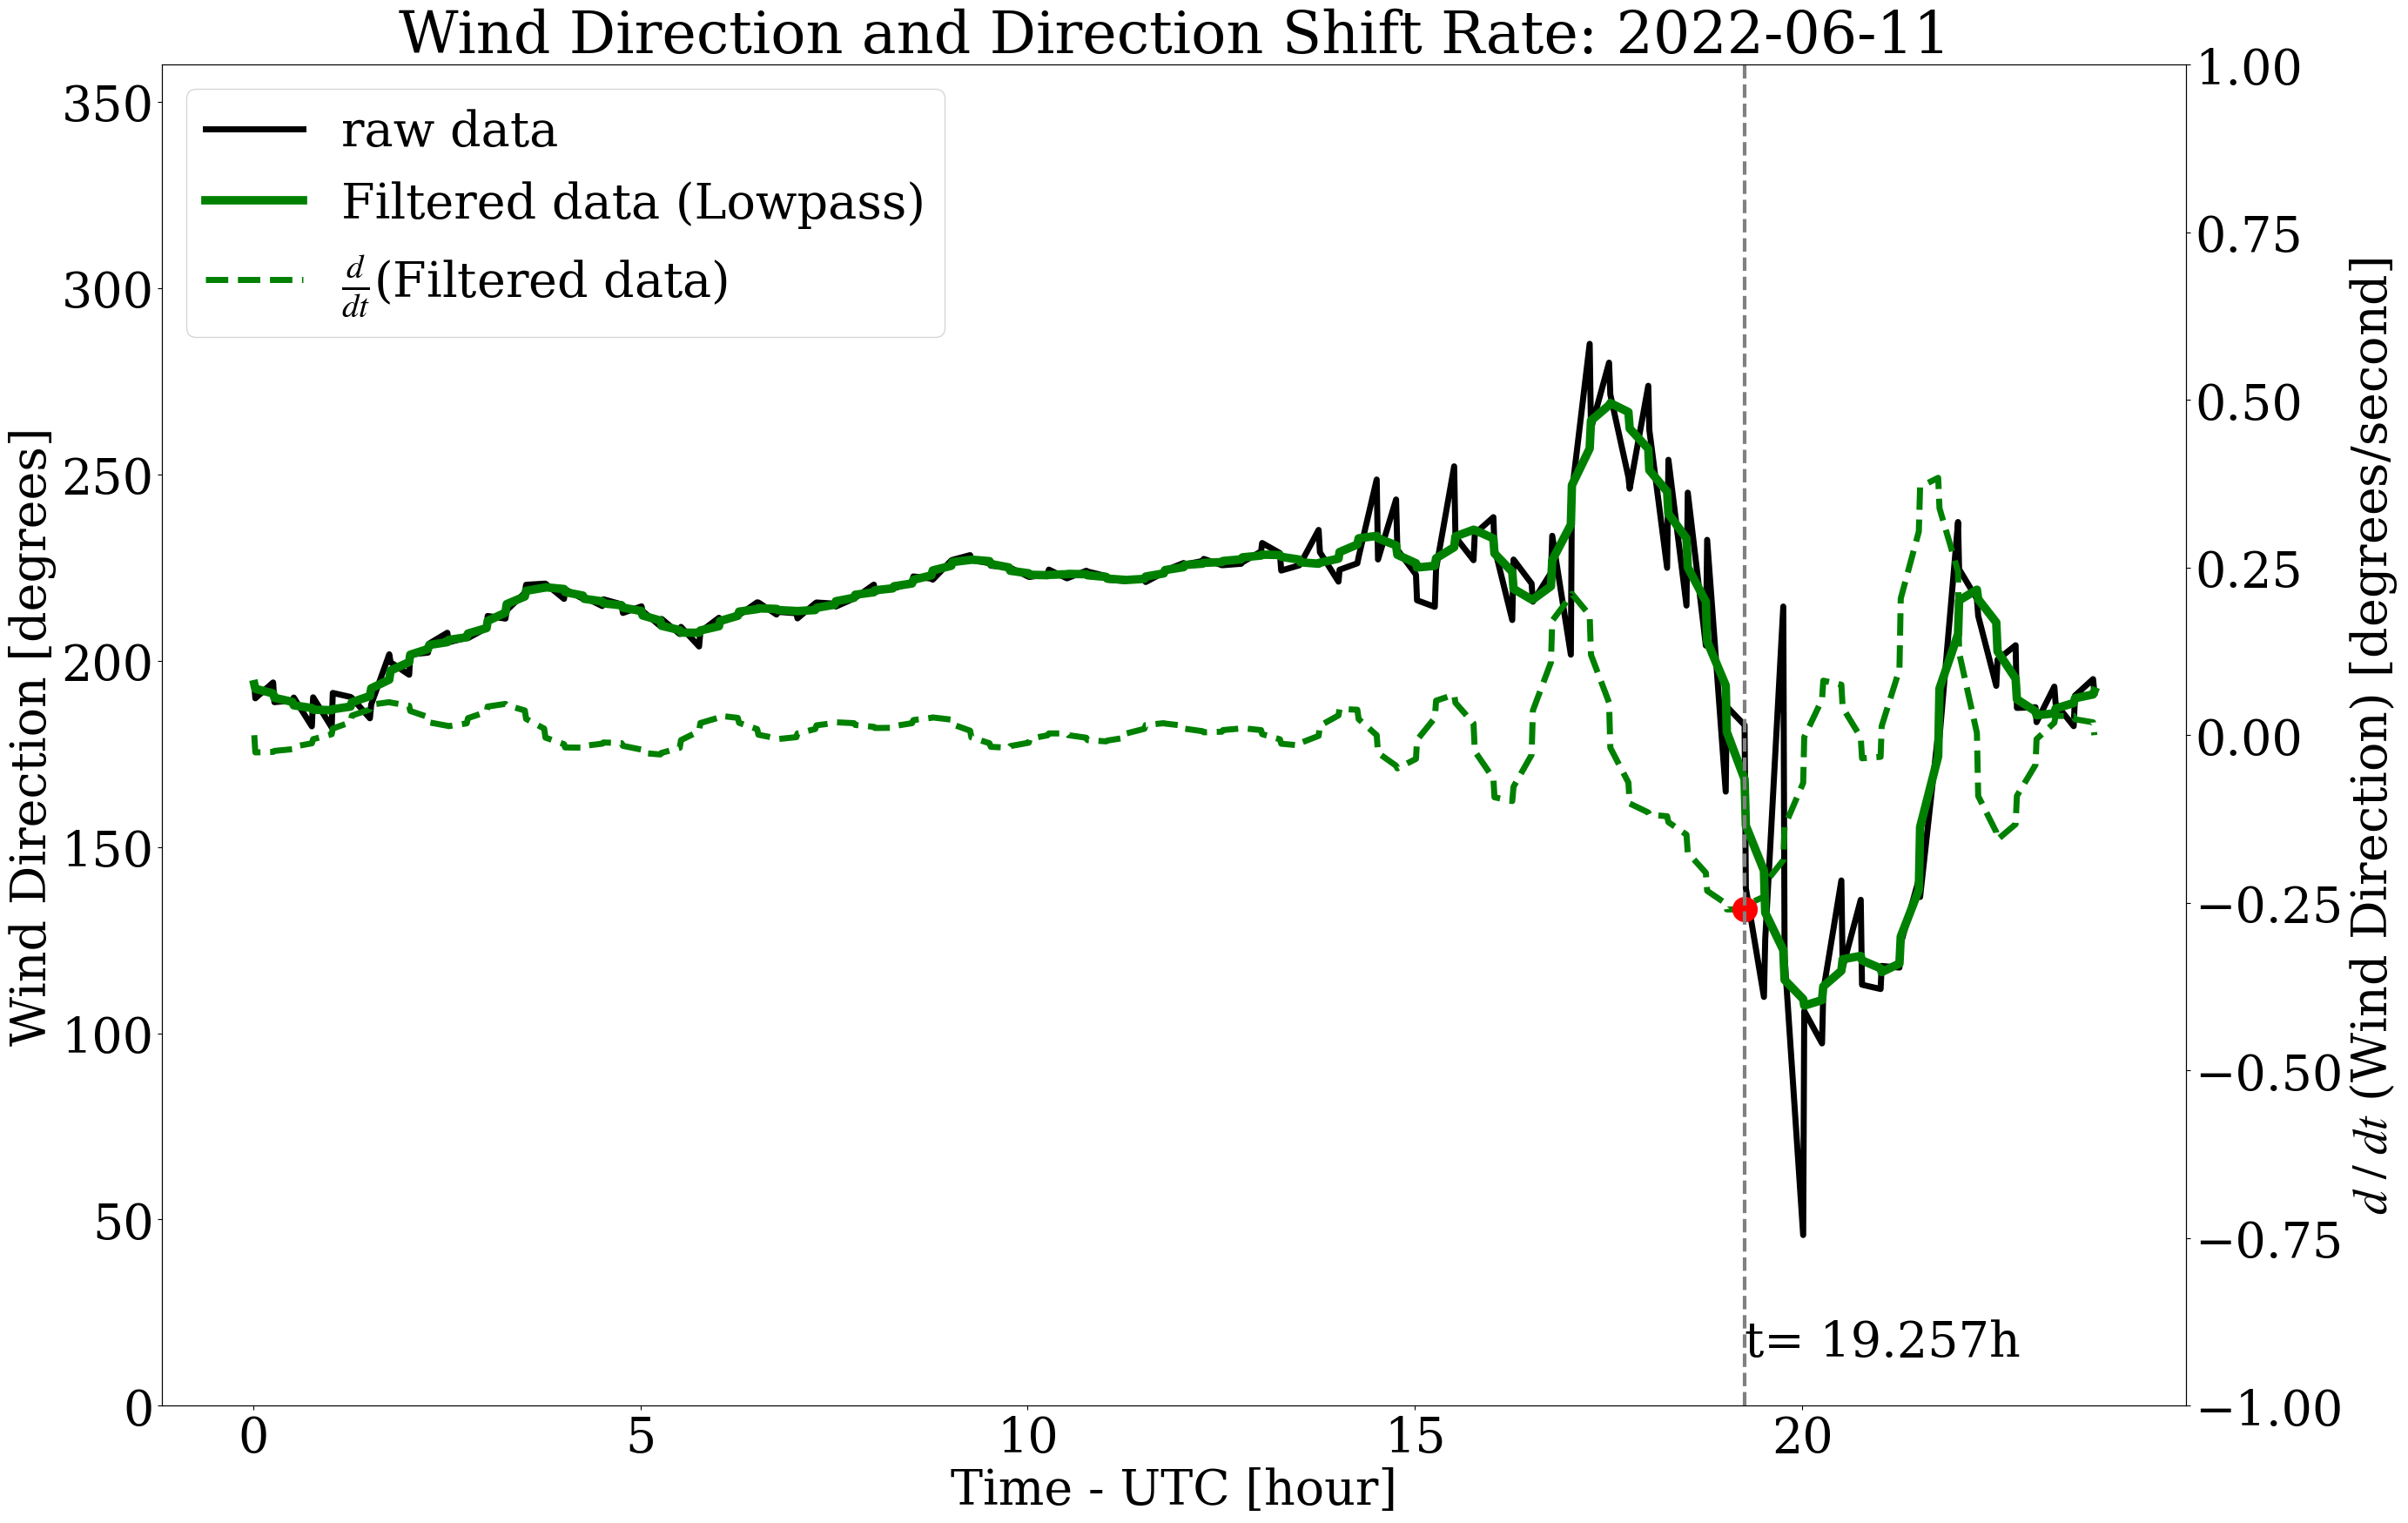 Wind Direction and Direction Shift Rate: 2022-06-11
raw data
Filtered data (Lowpass)
d/dt(Filtered data)
Wind Direction [degrees]
350
300
250
200
150
100
50
0
0
5
10
15
20
Time - UTC [hour]
t= 19.257h
1.00
0.75
0.50
0.25
0.00
−0.25
−0.50
−0.75
−1.00
d / dt (Wind Direction) [degrees/second]